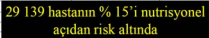 29 139 hastanın % 15'i nutrisyonel
açıdan risk altında